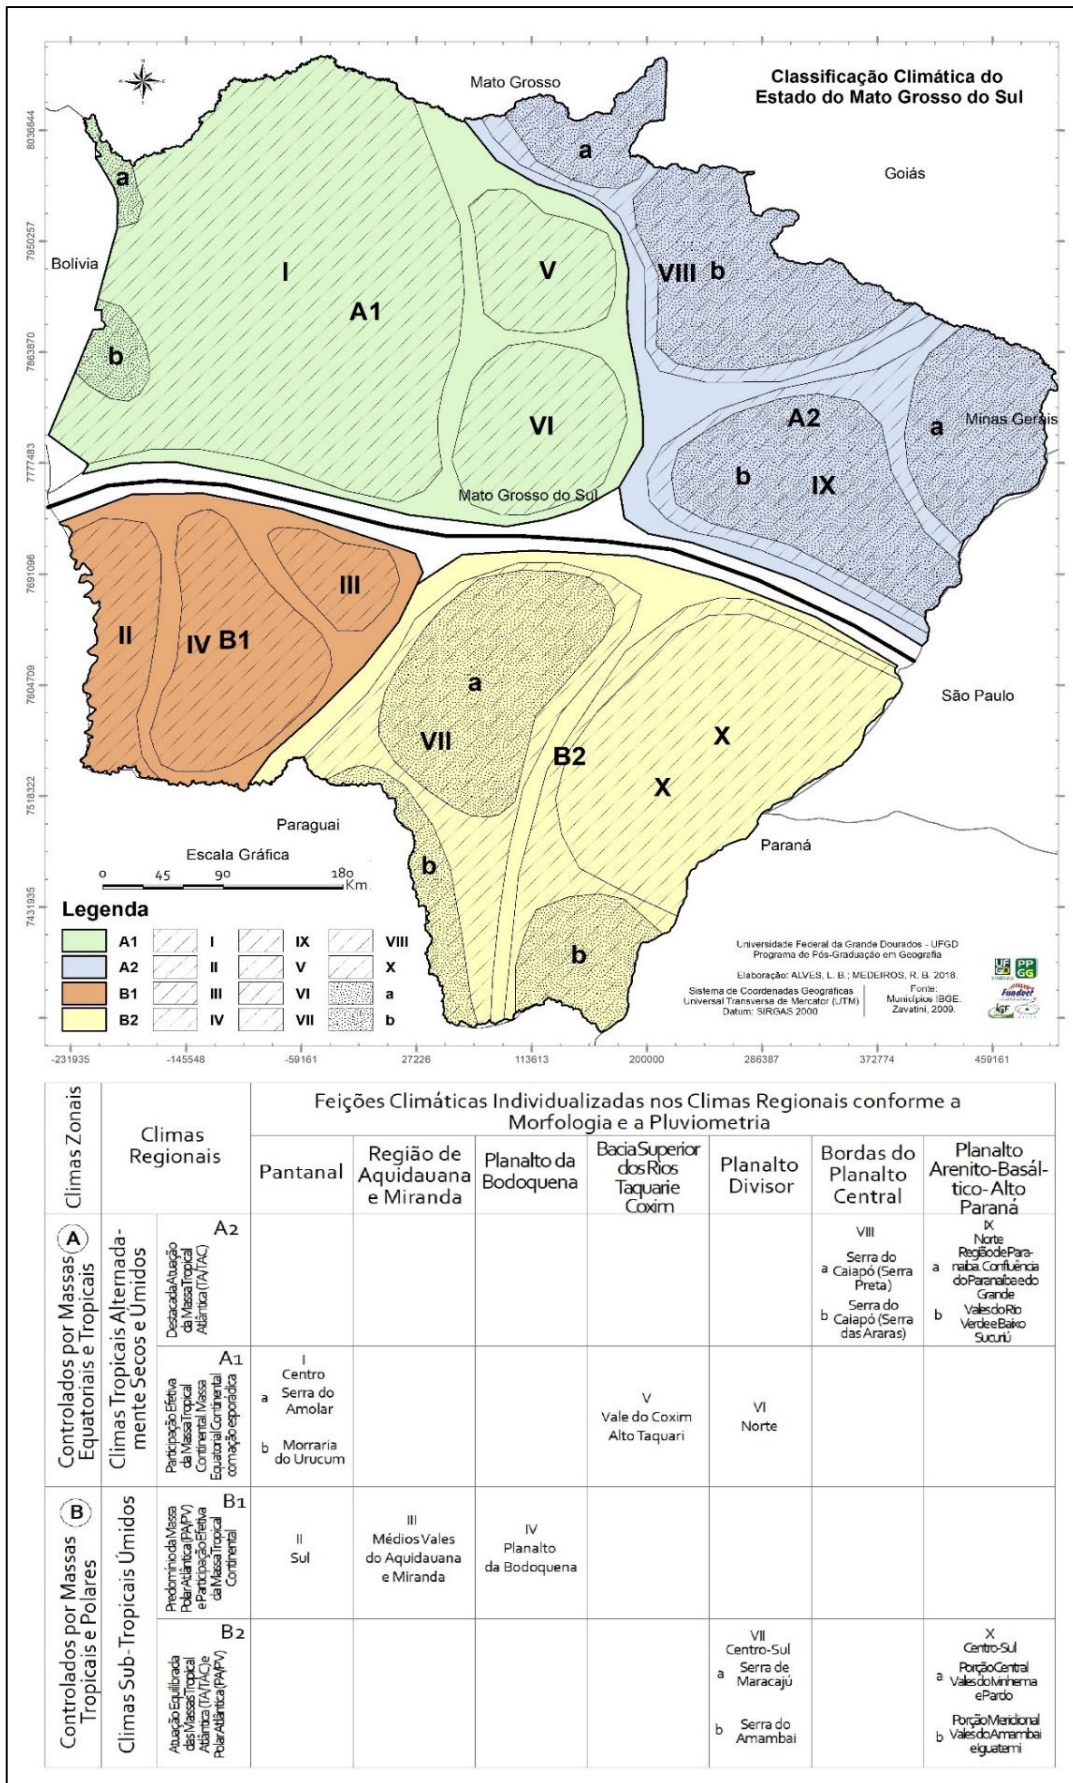 Classificação Climática do
Estado do Mato Grosso do Sul
Mato Grosso
Goiás
Bolívia
Minas Gerais
Mato Grosso do Sul
São Paulo
Paraná
Paraguai
8036644
7950257
7863870
7777483
7691096
7604709
7518322
7431935
a
a
I
V
VIII b
A1
b
VI
A2
a
b
IX
III
II
IV B1
a
VII
X
B2
X
b
b
Escala Gráfica
0 45 90 180
Km
Legenda
A1 I IX VIII
A2 II V X
B1 III VI a
B2 IV VII b
Universidade Federal da Grande Dourados - UFGD
Programa de Pós-Graduação em Geografia
Elaboração: ALVES, L. B.; MEDEIROS, R. B. 2018.
Sistema de Coordenadas Geográficas
Universal Transversa de Mercator (UTM)
Datum: SIRGAS 2000
Fonte:
Municípios IBGE.
Zavatini, 2009.
UF
GD
PP
GG
Fundect
-231935 -145548 -59161 27226 113613 200000 286387 372774 459161
Climas Zonais
Climas
Regionais
Feições Climáticas Individualizadas nos Climas Regionais conforme a
Morfologia e a Pluviometria
Pantanal
Região de
Aquidauana
e Miranda
Planalto da
Bodoquena
Bacia Superior
dos Rios
Taquari e
Coxim
Planalto
Divisor
Bordas do
Planalto
Central
Planalto
Arenito-Basál-
tico-Alto
Paraná
A
Controlados por Massas
Equatoriais e Tropicais
Climas Tropicais Alternada-
mente Secos e Úmidos
A2
Destacada Atuação
da Massa Tropical
Atlântica (TA/TAC)
VIII
a Serra do
Caiapó (Serra
Preta)
b Serra do
Caiapó (Serra
das Araras)
IX
Norte
a Região de Para-
naíba. Confluência
do Paranaíba e do
Grande
b Vales do Rio
Verde e Baixo
Sucuriú
A1
Participação Efetiva
da Massa Tropical
Continental. Massa
Equatorial Continental
com ação esporádica
I
Centro
a Serra do
Amolar
b Morraria
do Urucum
V
Vale do Coxim
Alto Taquari
VI
Norte
B
Controlados por Massas
Tropicais e Polares
Climas Sub-Tropicais Úmidos
B1
Predomínio da Massa
Polar Atlântica (PA/PV)
e Participação Efetiva
da Massa Tropical
Continental
II
Sul
III
Médios Vales
do Aquidauana
e Miranda
IV
Planalto
da Bodoquena
B2
Atuação Equilibrada
das Massas Tropical
Atlântica (TA/TAC) e
Polar Atlântica (PA/PV)
VII
Centro-Sul
a Serra de
Maracajú
b Serra do
Amambai
X
Centro-Sul
a Porção Central
Vales do Ivinhema
e Pardo
b Porção Meridional
Vales do Amambai
e Iguatemi